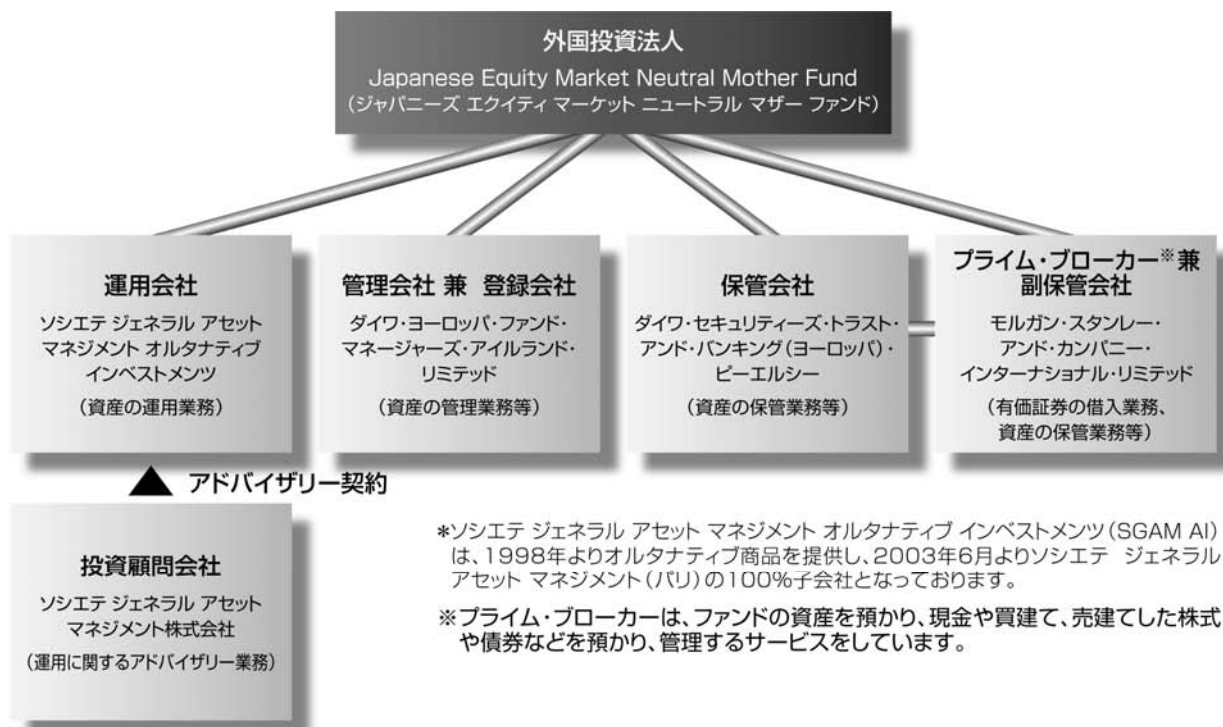 外国投資法人
Japanese Equity Market Neutral Mother Fund
（ジャパニーズ エクイティ マーケット ニュートラル マザー ファンド）
運用会社
ソシエテ ジェネラル アセット
マネジメント オルタナティブ
インベストメンツ
（資産の運用業務）
管理会社 兼 登録会社
ダイワ・ヨーロッパ・ファンド・
マネージャーズ・アイルランド・
リミテッド
（資産の管理業務等）
保管会社
ダイワ・セキュリティーズ・トラスト・
アンド・バンキング（ヨーロッパ）・
ピーエルシー
（資産の保管業務等）
プライム・ブローカー※兼
副保管会社
モルガン・スタンレー・
アンド・カンパニー・
インターナショナル・リミテッド
（有価証券の借入業務、
資産の保管業務等）
▲ アドバイザリー契約
投資顧問会社
ソシエテ ジェネラル アセット
マネジメント株式会社
（運用に関するアドバイザリー業務）
＊ソシエテ ジェネラル アセット マネジメント オルタナティブ インベストメンツ（SGAM AI）
は、1998年よりオルタナティブ商品を提供し、2003年6月よりソシエテ ジェネラル
アセット マネジメント（パリ）の100%子会社となっております。
※プライム・ブローカーは、ファンドの資産を預かり、現金や買建て、売建てした株式
や債券などを預かり、管理するサービスをしています。